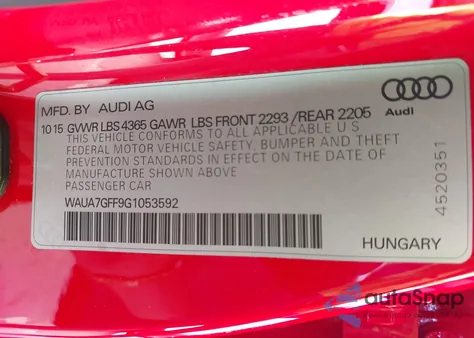 MFD. BY AUDI AG
Audi
10 15 GVWR LBS 4365 GAWR LBS FRONT 2293 /REAR 2205
THIS VEHICLE CONFORMS TO ALL APPLICABLE U S
FEDERAL MOTOR VEHICLE SAFETY, BUMPER AND THEFT
PREVENTION STANDARDS IN EFFECT ON THE DATE OF
MANUFACTURE SHOWN ABOVE
PASSENGER CAR
WAUA7GFF9G1053592
4520351
HUNGARY
autoSnap